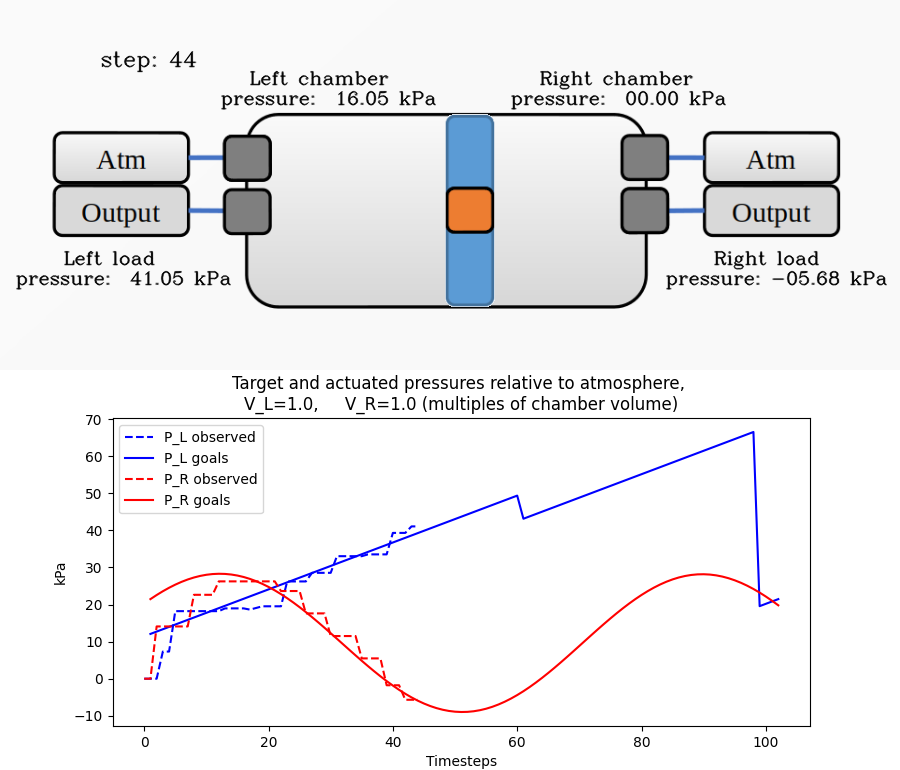 step: 44
Left chamber
pressure: 16.05 kPa
Right chamber
pressure: 00.00 kPa
Atm
Output
Atm
Output
Left load
pressure: 41.05 kPa
Right load
pressure: −05.68 kPa
Target and actuated pressures relative to atmosphere,
V_L=1.0, V_R=1.0 (multiples of chamber volume)
P_L observed
P_L goals
P_R observed
P_R goals
70
60
50
40
30
20
10
0
−10
kPa
0
20
40
60
80
100
Timesteps